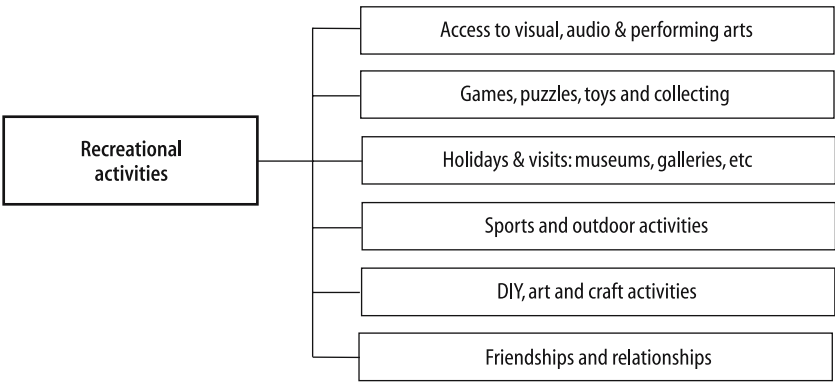 Recreational
activities
Access to visual, audio & performing arts
Games, puzzles, toys and collecting
Holidays & visits: museums, galleries, etc
Sports and outdoor activities
DIY, art and craft activities
Friendships and relationships